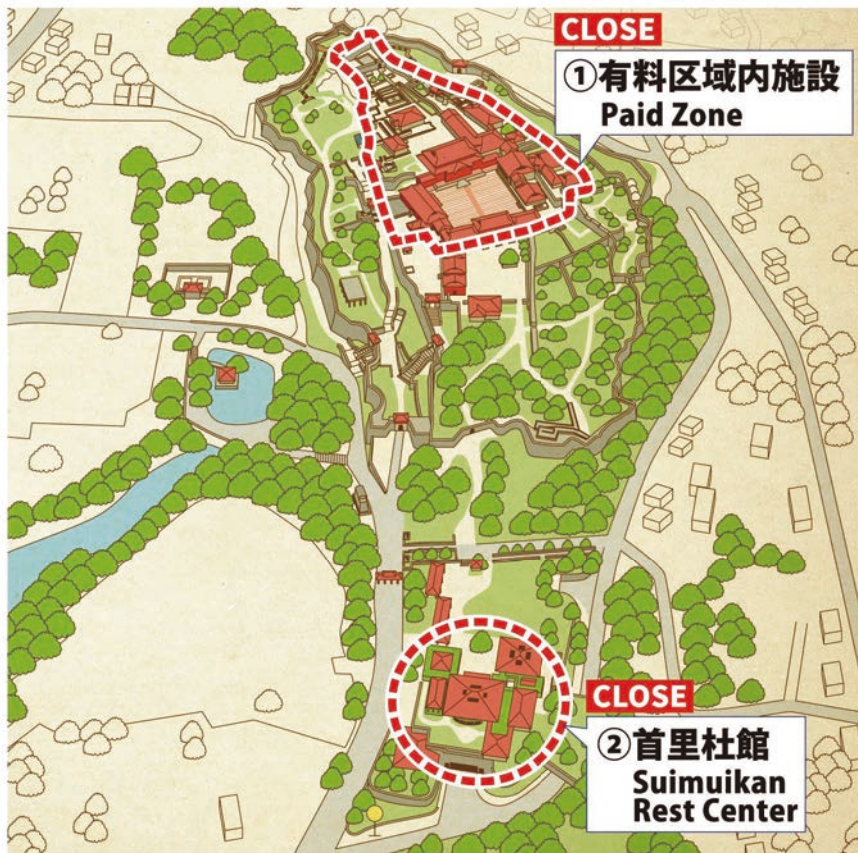 CLOSE
①有料区域内施設
Paid Zone
CLOSE
②首里杜館
Suimuikan
Rest Center